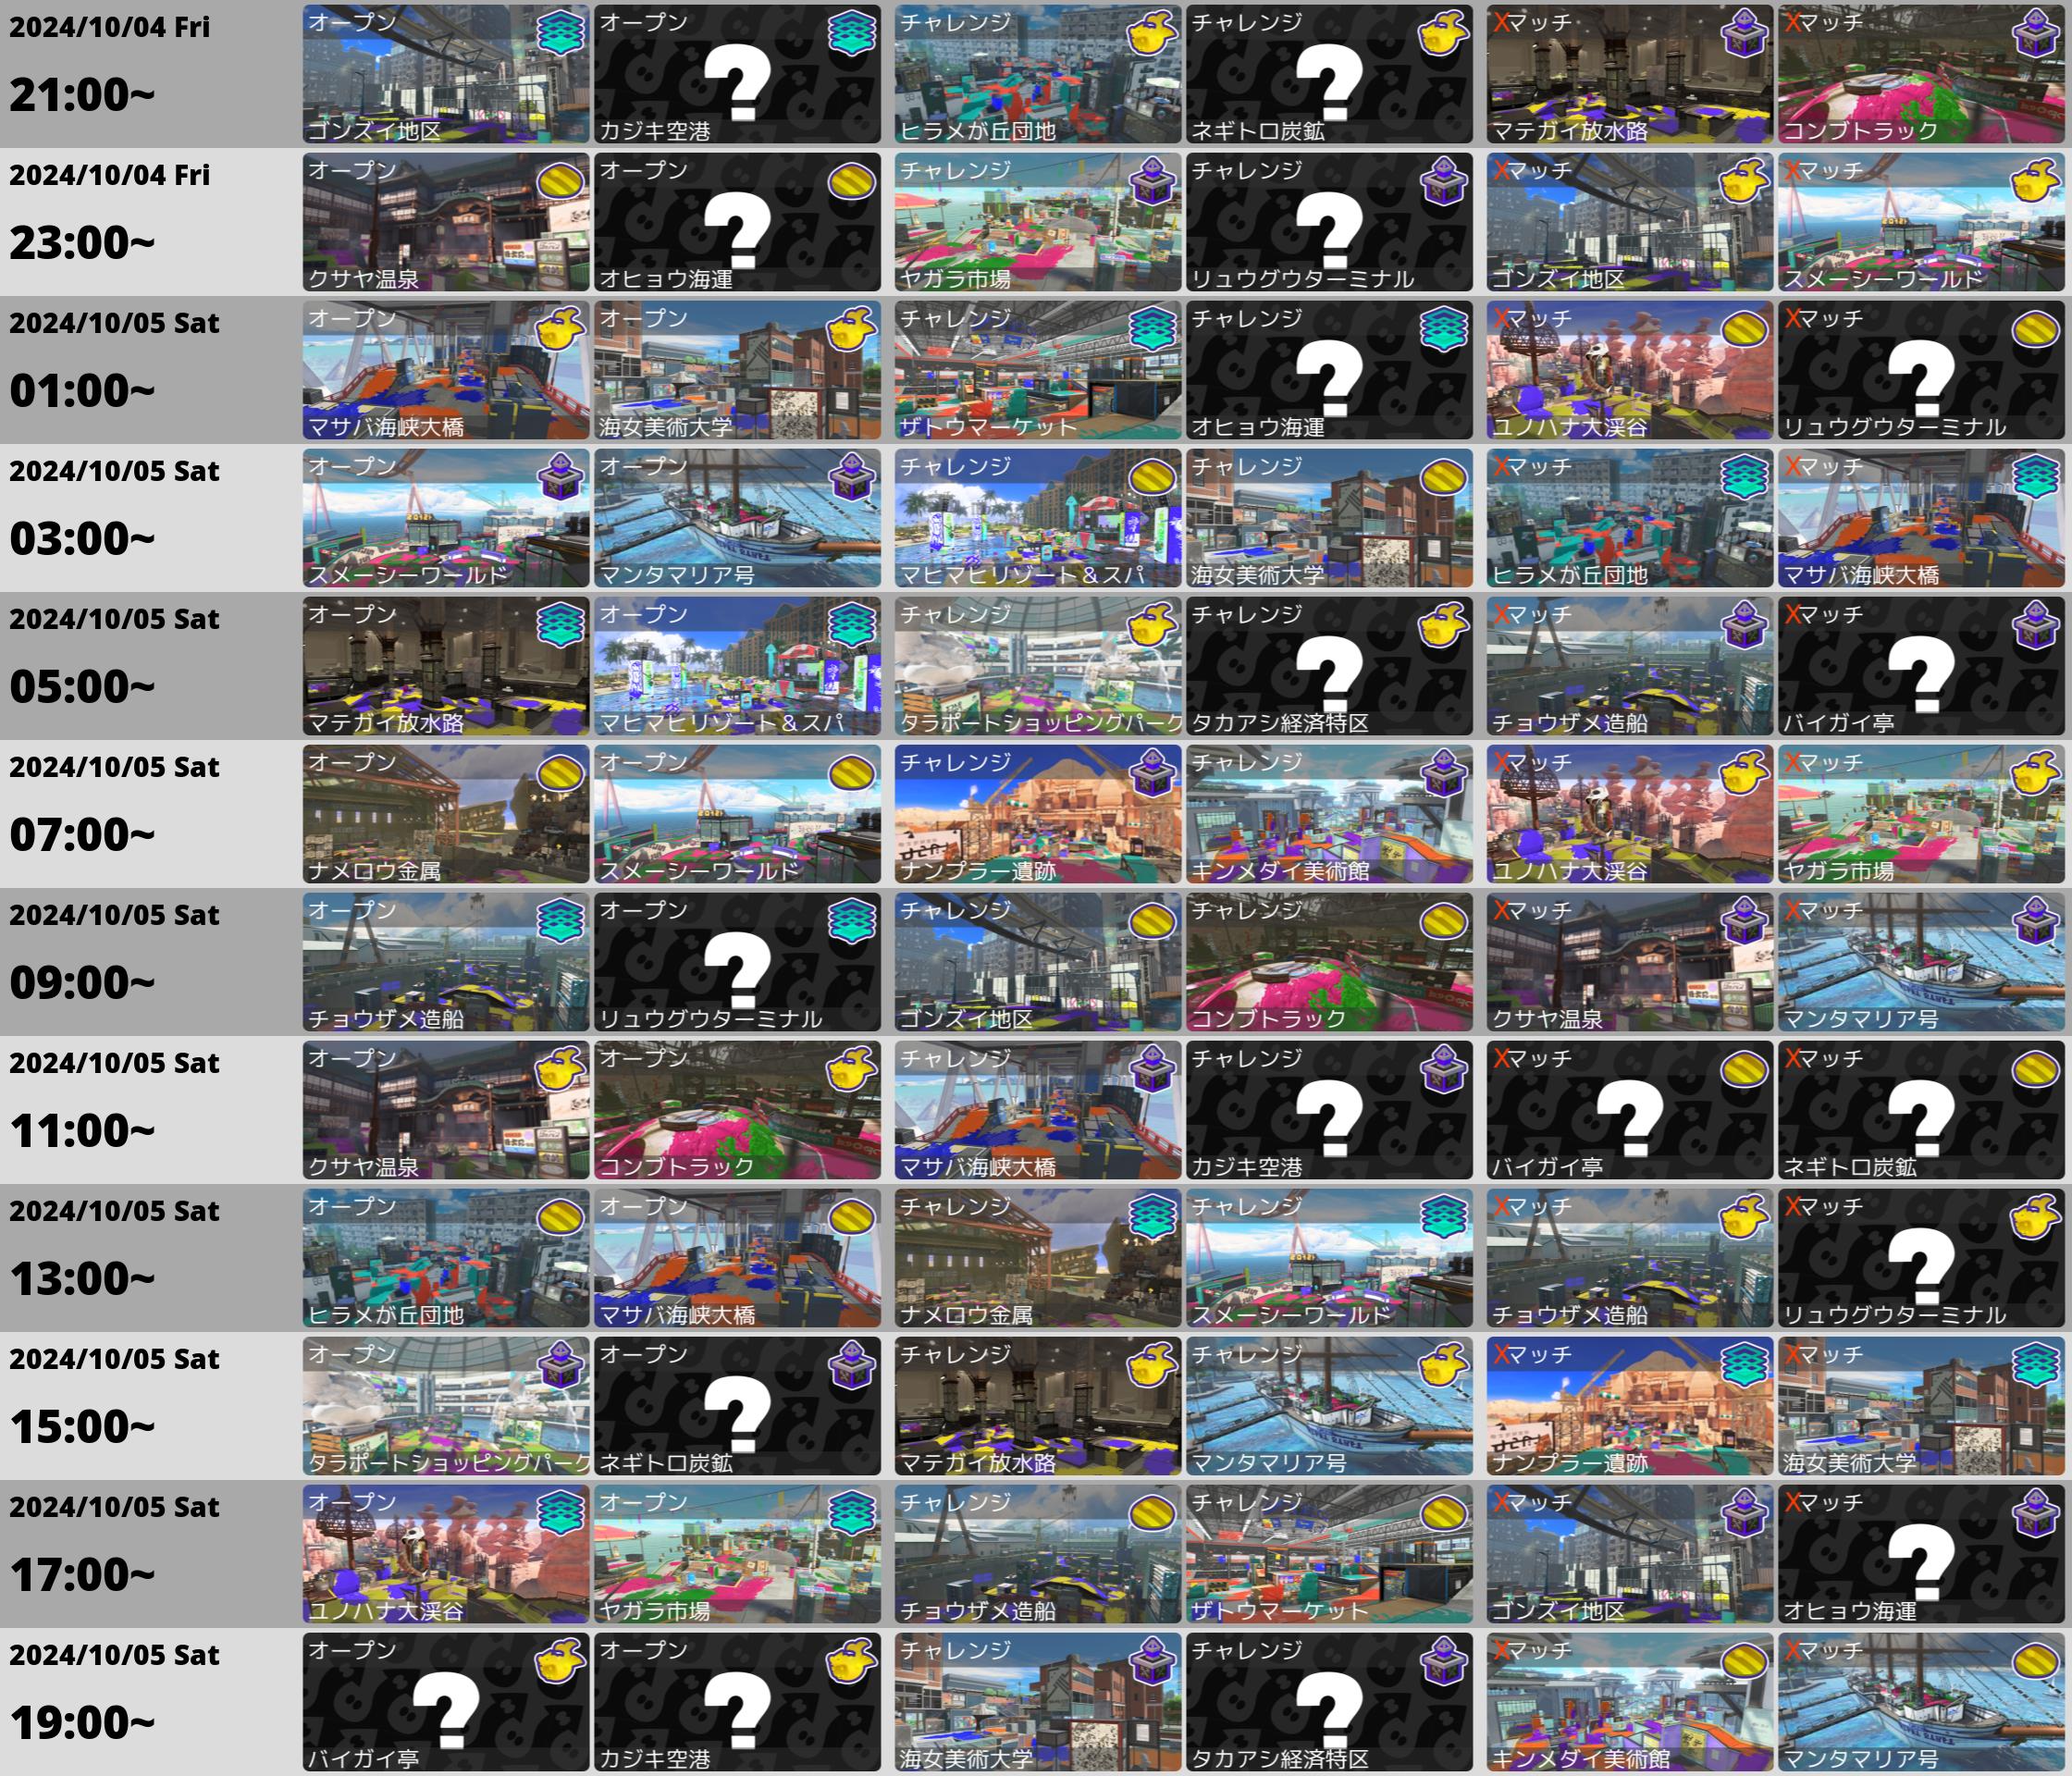 2024/10/04 Fri
21:00~
オープン オープン チャレンジ チャレンジ Xマッチ Xマッチ
ゴンズイ地区 カジキ空港 ヒラメが丘団地 ネギトロ炭鉱 マテガイ放水路 コンブトラック
2024/10/04 Fri
23:00~
オープン オープン チャレンジ チャレンジ Xマッチ Xマッチ
クサヤ温泉 オヒョウ海運 ヤガラ市場 リュウグウターミナル ゴンズイ地区 スメーシーワールド
2024/10/05 Sat
01:00~
オープン オープン チャレンジ チャレンジ Xマッチ Xマッチ
マサバ海峡大橋 海女美術大学 ザトウマーケット オヒョウ海運 ユノハナ大渓谷 リュウグウターミナル
2024/10/05 Sat
03:00~
オープン オープン チャレンジ チャレンジ Xマッチ Xマッチ
スメーシーワールド マンタマリア号 マヒマヒリゾート＆スパ 海女美術大学 ヒラメが丘団地 マサバ海峡大橋
2024/10/05 Sat
05:00~
オープン オープン チャレンジ チャレンジ Xマッチ Xマッチ
マテガイ放水路 マヒマヒリゾート＆スパ タラポートショッピングパーク タカアシ経済特区 チョウザメ造船 バイガイ亭
2024/10/05 Sat
07:00~
オープン オープン チャレンジ チャレンジ Xマッチ Xマッチ
ナメロウ金属 スメーシーワールド ナンプラー遺跡 キンメダイ美術館 ユノハナ大渓谷 ヤガラ市場
2024/10/05 Sat
09:00~
オープン オープン チャレンジ チャレンジ Xマッチ Xマッチ
チョウザメ造船 リュウグウターミナル ゴンズイ地区 コンブトラック クサヤ温泉 マンタマリア号
2024/10/05 Sat
11:00~
オープン オープン チャレンジ チャレンジ Xマッチ Xマッチ
クサヤ温泉 コンブトラック マサバ海峡大橋 カジキ空港 バイガイ亭 ネギトロ炭鉱
2024/10/05 Sat
13:00~
オープン オープン チャレンジ チャレンジ Xマッチ Xマッチ
ヒラメが丘団地 マサバ海峡大橋 ナメロウ金属 スメーシーワールド チョウザメ造船 リュウグウターミナル
2024/10/05 Sat
15:00~
オープン オープン チャレンジ チャレンジ Xマッチ Xマッチ
タラポートショッピングパーク ネギトロ炭鉱 マテガイ放水路 マンタマリア号 ナンプラー遺跡 海女美術大学
2024/10/05 Sat
17:00~
オープン オープン チャレンジ チャレンジ Xマッチ Xマッチ
ユノハナ大渓谷 ヤガラ市場 チョウザメ造船 ザトウマーケット ゴンズイ地区 オヒョウ海運
2024/10/05 Sat
19:00~
オープン オープン チャレンジ チャレンジ Xマッチ Xマッチ
バイガイ亭 カジキ空港 海女美術大学 タカアシ経済特区 キンメダイ美術館 マンタマリア号